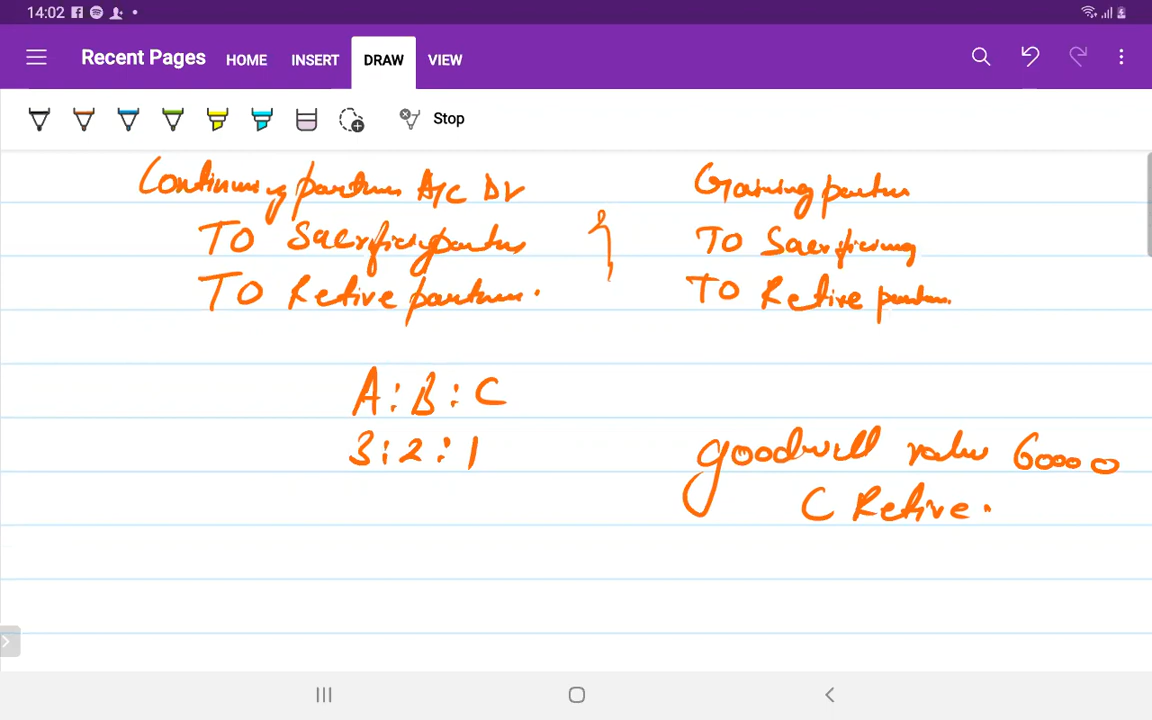 14:02
Recent Pages HOME INSERT DRAW VIEW
Stop
Continuing partners A/C Dr
TO Sacrificing partner
TO Retire partner.
Gaining partner
TO Sacrificing
TO Retire partner.
A : B : C
3 : 2 : 1
goodwill value 60000
C Retire.